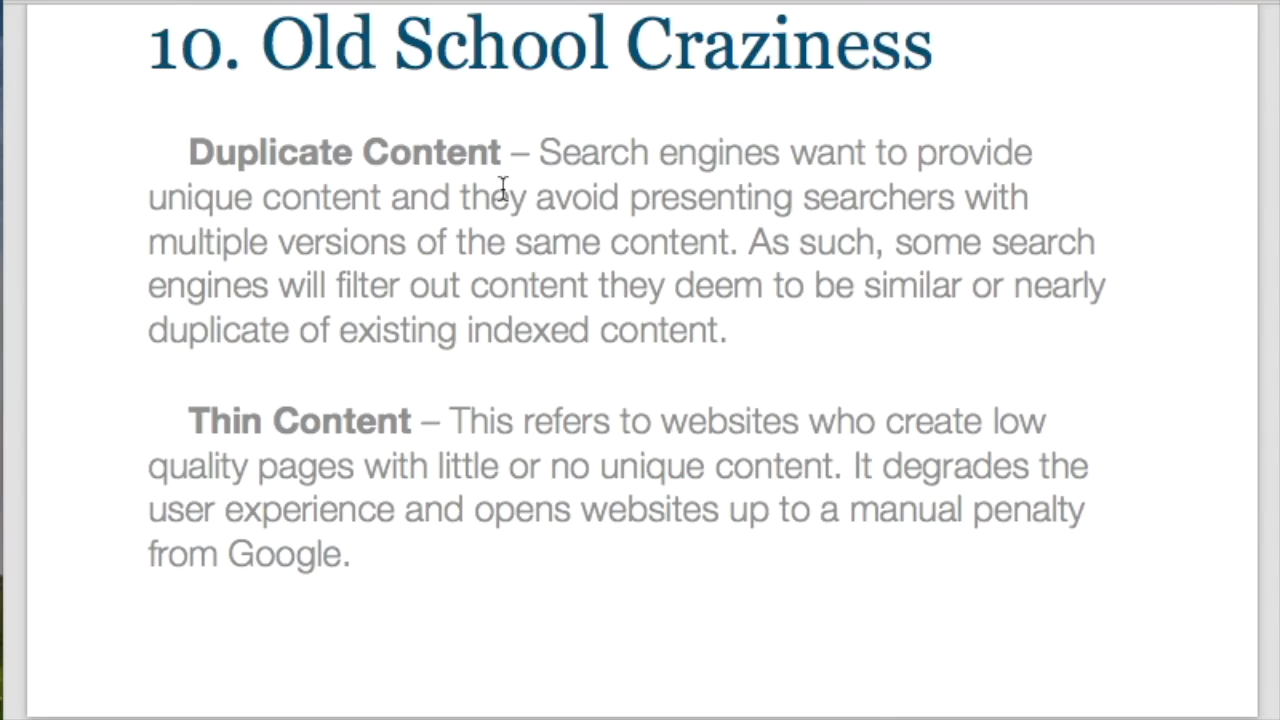 10. Old School Craziness
Duplicate Content – Search engines want to provide
unique content and they avoid presenting searchers with
multiple versions of the same content. As such, some search
engines will filter out content they deem to be similar or nearly
duplicate of existing indexed content.
Thin Content – This refers to websites who create low
quality pages with little or no unique content. It degrades the
user experience and opens websites up to a manual penalty
from Google.